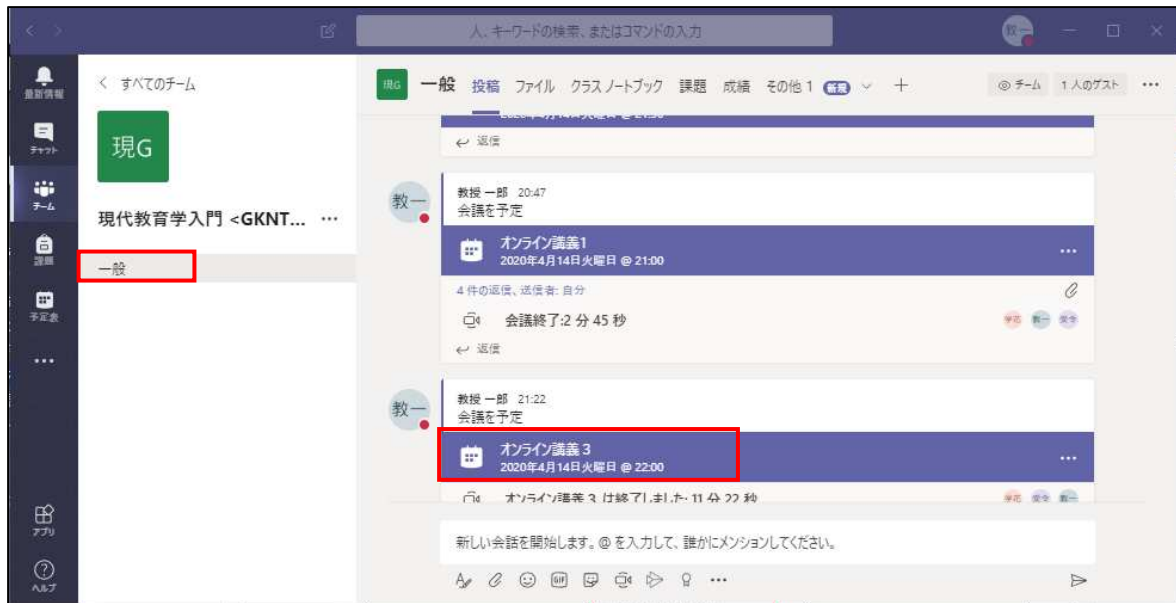 人、キーワードの検索、またはコマンドの入力
教一
最新情報
チャット
チーム
課題
予定表
アプリ
ヘルプ
すべてのチーム
現G
現代教育学入門 <GKNT...
一般
現G 一般 投稿 ファイル クラス ノートブック 課題 成績 その他 1 新規
チーム 1 人のゲスト
返信
教一
教授 一郎 20:47
会議を予定
オンライン講義1
2020年4月14日火曜日 @ 21:00
4 件の返信、送信者: 自分
会議終了:2 分 45 秒
返信
教一
教授 一郎 21:22
会議を予定
オンライン講義 3
2020年4月14日火曜日 @ 22:00
オンライン講義 3 は終了しました: 11 分 22 秒
新しい会話を開始します。@ を入力して、誰かにメンションしてください。
GIF